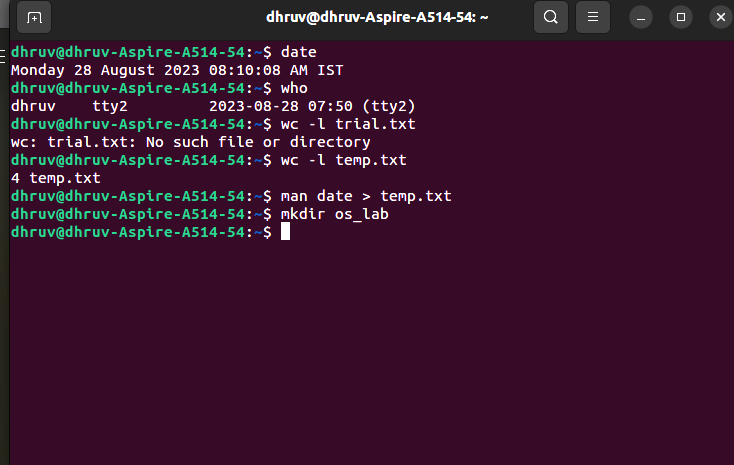 dhruv@dhruv-Aspire-A514-54: ~
dhruv@dhruv-Aspire-A514-54:~$ date
Monday 28 August 2023 08:10:08 AM IST
dhruv@dhruv-Aspire-A514-54:~$ who
dhruv    tty2         2023-08-28 07:50 (tty2)
dhruv@dhruv-Aspire-A514-54:~$ wc -l trial.txt
wc: trial.txt: No such file or directory
dhruv@dhruv-Aspire-A514-54:~$ wc -l temp.txt
4 temp.txt
dhruv@dhruv-Aspire-A514-54:~$ man date > temp.txt
dhruv@dhruv-Aspire-A514-54:~$ mkdir os_lab
dhruv@dhruv-Aspire-A514-54:~$